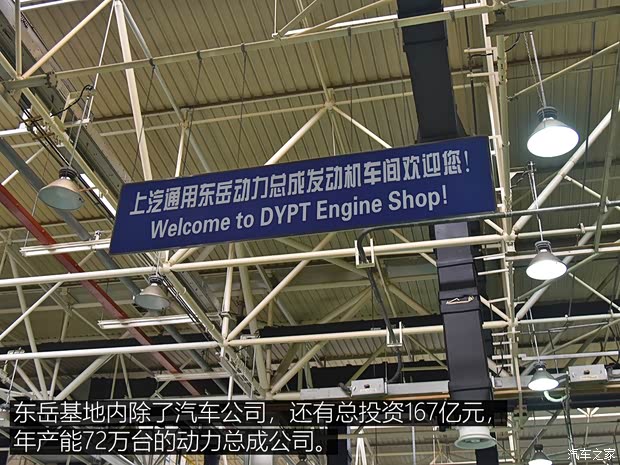 上汽通用东岳动力总成发动机车间欢迎您！
Welcome to DYPT Engine Shop!
东岳基地内除了汽车公司，还有总投资167亿元，
年产能72万台的动力总成公司。
汽车之家